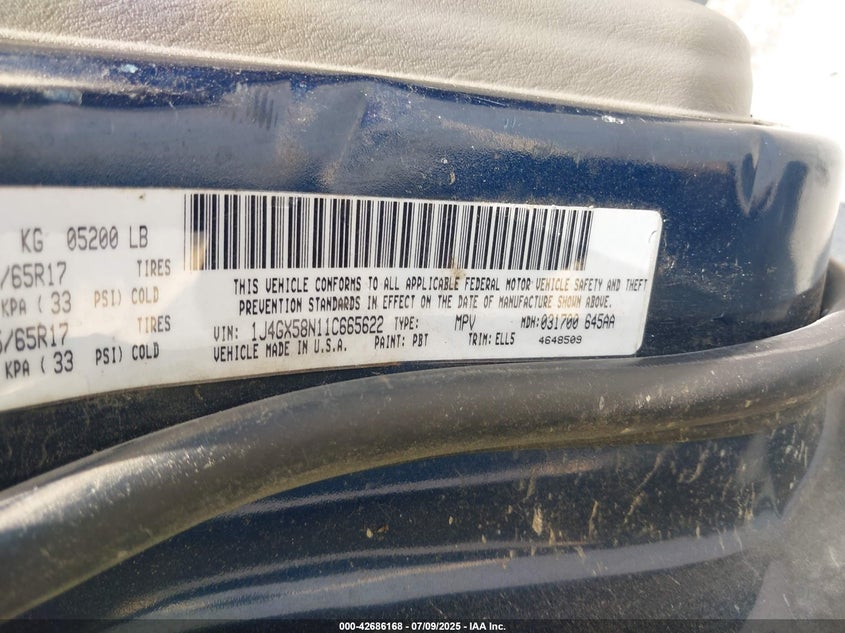 KG 05200 LB
/65R17 TIRES
KPA ( 33 PSI) COLD
/65R17 TIRES
KPA ( 33 PSI) COLD
THIS VEHICLE CONFORMS TO ALL APPLICABLE FEDERAL MOTOR VEHICLE SAFETY AND THEFT
PREVENTION STANDARDS IN EFFECT ON THE DATE OF MANUFACTURE SHOWN ABOVE.
VIN: 1J4GX58N11C665622 TYPE: MPV MDH:031700 645AA
VEHICLE MADE IN U.S.A. PAINT: PBT TRIM: ELL5 4648509
000-42686168 - 07/09/2025 - IAA Inc.